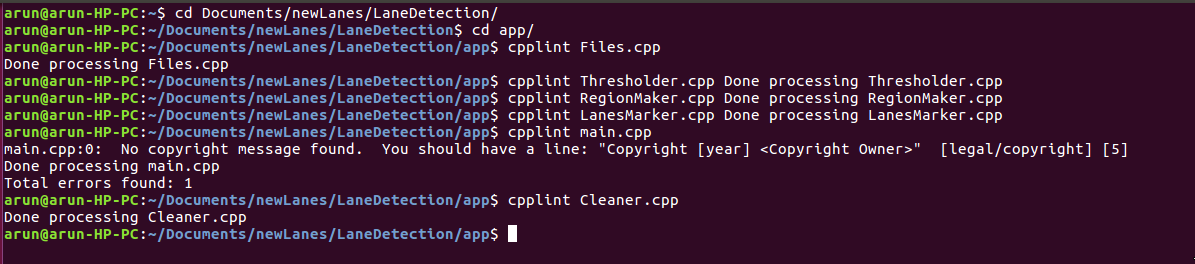 arun@arun-HP-PC:~$ cd Documents/newLanes/LaneDetection/
arun@arun-HP-PC:~/Documents/newLanes/LaneDetection$ cd app/
arun@arun-HP-PC:~/Documents/newLanes/LaneDetection/app$ cpplint Files.cpp
Done processing Files.cpp
arun@arun-HP-PC:~/Documents/newLanes/LaneDetection/app$ cpplint Thresholder.cpp Done processing Thresholder.cpp
arun@arun-HP-PC:~/Documents/newLanes/LaneDetection/app$ cpplint RegionMaker.cpp Done processing RegionMaker.cpp
arun@arun-HP-PC:~/Documents/newLanes/LaneDetection/app$ cpplint LanesMarker.cpp Done processing LanesMarker.cpp
arun@arun-HP-PC:~/Documents/newLanes/LaneDetection/app$ cpplint main.cpp
main.cpp:0:  No copyright message found.  You should have a line: "Copyright [year] <Copyright Owner>"  [legal/copyright] [5]
Done processing main.cpp
Total errors found: 1
arun@arun-HP-PC:~/Documents/newLanes/LaneDetection/app$ cpplint Cleaner.cpp
Done processing Cleaner.cpp
arun@arun-HP-PC:~/Documents/newLanes/LaneDetection/app$